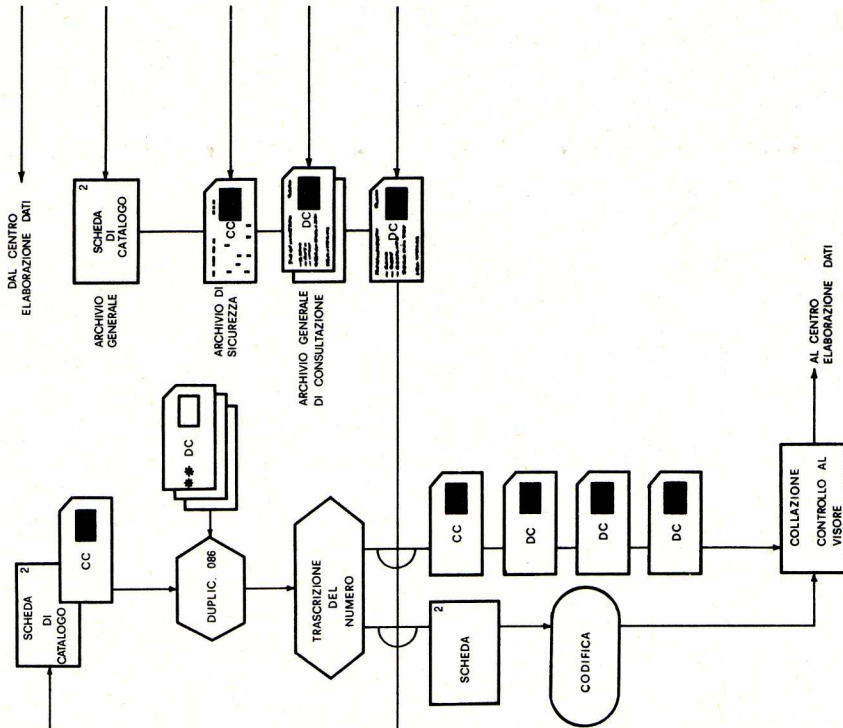 DAL CENTRO
ELABORAZIONE DATI
2
SCHEDA
DI
CATALOGO
ARCHIVIO
GENERALE
CC
ARCHIVIO DI
SICUREZZA
DC
ARCHIVIO GENERALE
DI CONSULTAZIONE
DC
2
SCHEDA
DI
CATALOGO
CC
** DC
DUPLIC. 086
TRASCRIZIONE
DEL
NUMERO
CC
DC
DC
DC
2
SCHEDA
CODIFICA
COLLAZIONE
CONTROLLO AL
VISORE
AL CENTRO
ELABORAZIONE DATI